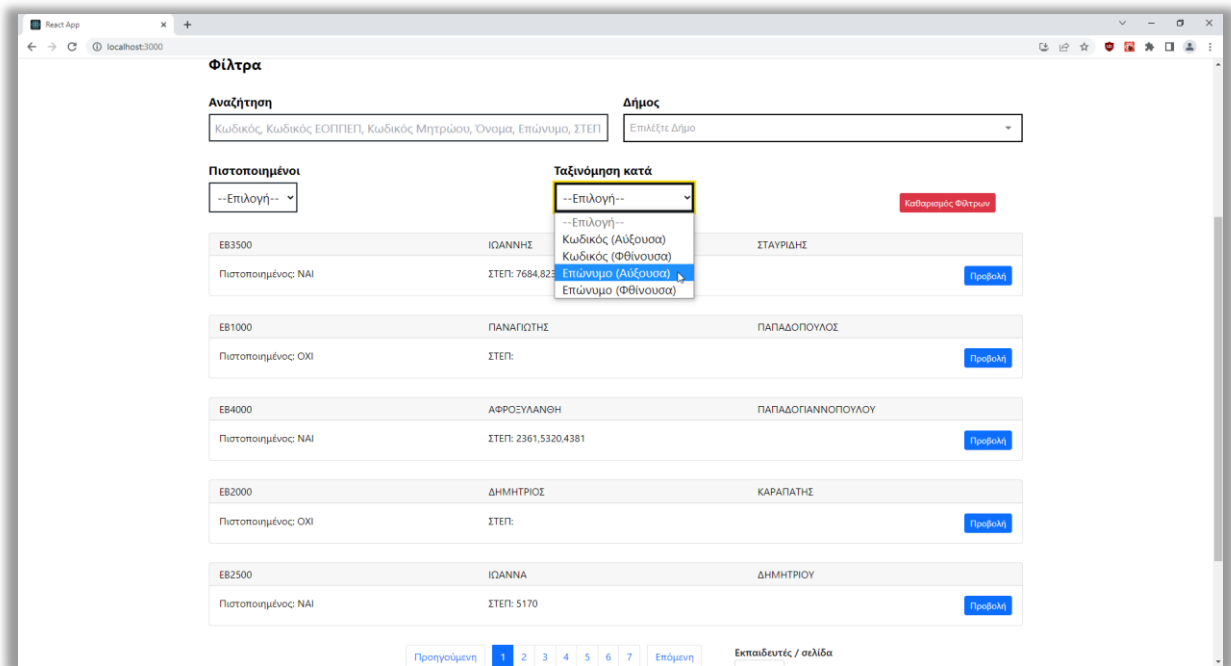 React App
localhost:3000
Φίλτρα
Αναζήτηση
Δήμος
Κωδικός, Κωδικός ΕΟΠΠΕΠ, Κωδικός Μητρώου, Όνομα, Επώνυμο, ΣΤΕΠ
Επιλέξτε Δήμο
Πιστοποιημένοι
Ταξινόμηση κατά
--Επιλογή--
--Επιλογή--
Καθαρισμός Φίλτρων
--Επιλογή--
Κωδικός (Αύξουσα)
Κωδικός (Φθίνουσα)
Επώνυμο (Αύξουσα)
Επώνυμο (Φθίνουσα)
EB3500 ΙΩΑΝΝΗΣ ΣΤΑΥΡΙΔΗΣ
Πιστοποιημένος: ΝΑΙ ΣΤΕΠ: 7684,823 Προβολή
EB1000 ΠΑΝΑΓΙΩΤΗΣ ΠΑΠΑΔΟΠΟΥΛΟΣ
Πιστοποιημένος: ΟΧΙ ΣΤΕΠ: Προβολή
EB4000 ΑΦΡΟΞΥΛΑΝΘΗ ΠΑΠΑΔΟΓΙΑΝΝΟΠΟΥΛΟΥ
Πιστοποιημένος: ΝΑΙ ΣΤΕΠ: 2361,5320,4381 Προβολή
EB2000 ΔΗΜΗΤΡΙΟΣ ΚΑΡΑΠΑΤΗΣ
Πιστοποιημένος: ΟΧΙ ΣΤΕΠ: Προβολή
EB2500 ΙΩΑΝΝΑ ΔΗΜΗΤΡΙΟΥ
Πιστοποιημένος: ΝΑΙ ΣΤΕΠ: 5170 Προβολή
Προηγούμενη 1 2 3 4 5 6 7 Επόμενη
Εκπαιδευτές / σελίδα